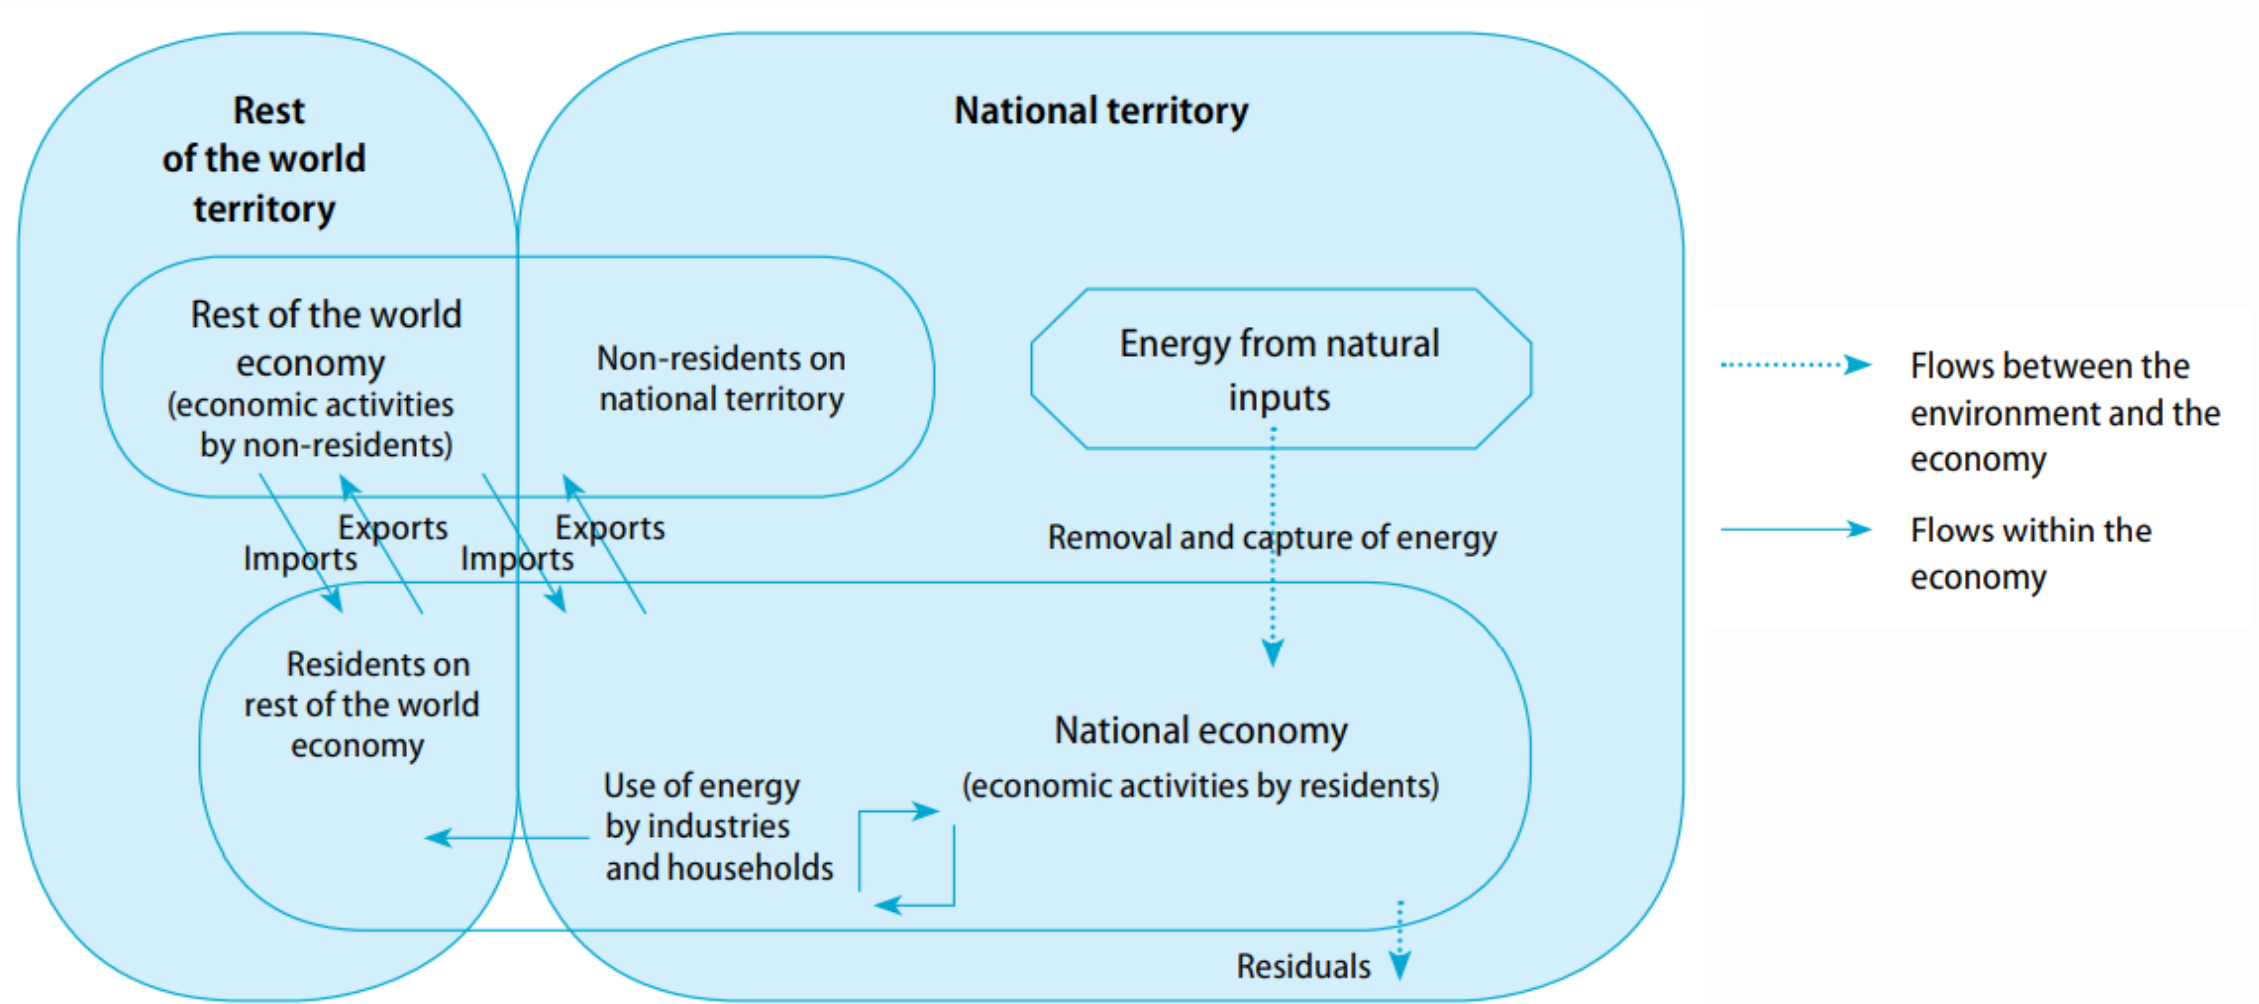 Rest
of the world
territory
National territory
Rest of the world
economy
(economic activities
by non-residents)
Non-residents on
national territory
Energy from natural
inputs
Flows between the
environment and the
economy
Exports
Imports
Exports
Imports
Removal and capture of energy
Flows within the
economy
Residents on
rest of the world
economy
National economy
(economic activities by residents)
Use of energy
by industries
and households
Residuals